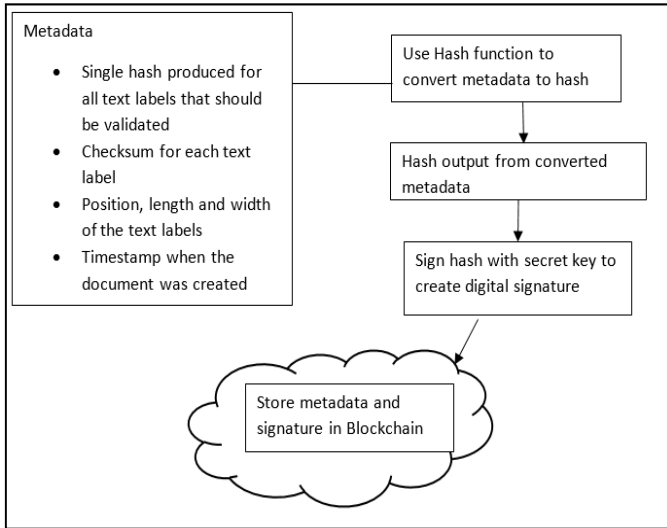 Metadata
• Single hash produced for
all text labels that should
be validated
• Checksum for each text
label
• Position, length and width
of the text labels
• Timestamp when the
document was created
Use Hash function to
convert metadata to hash
Hash output from converted
metadata
Sign hash with secret key to
create digital signature
Store metadata and
signature in Blockchain